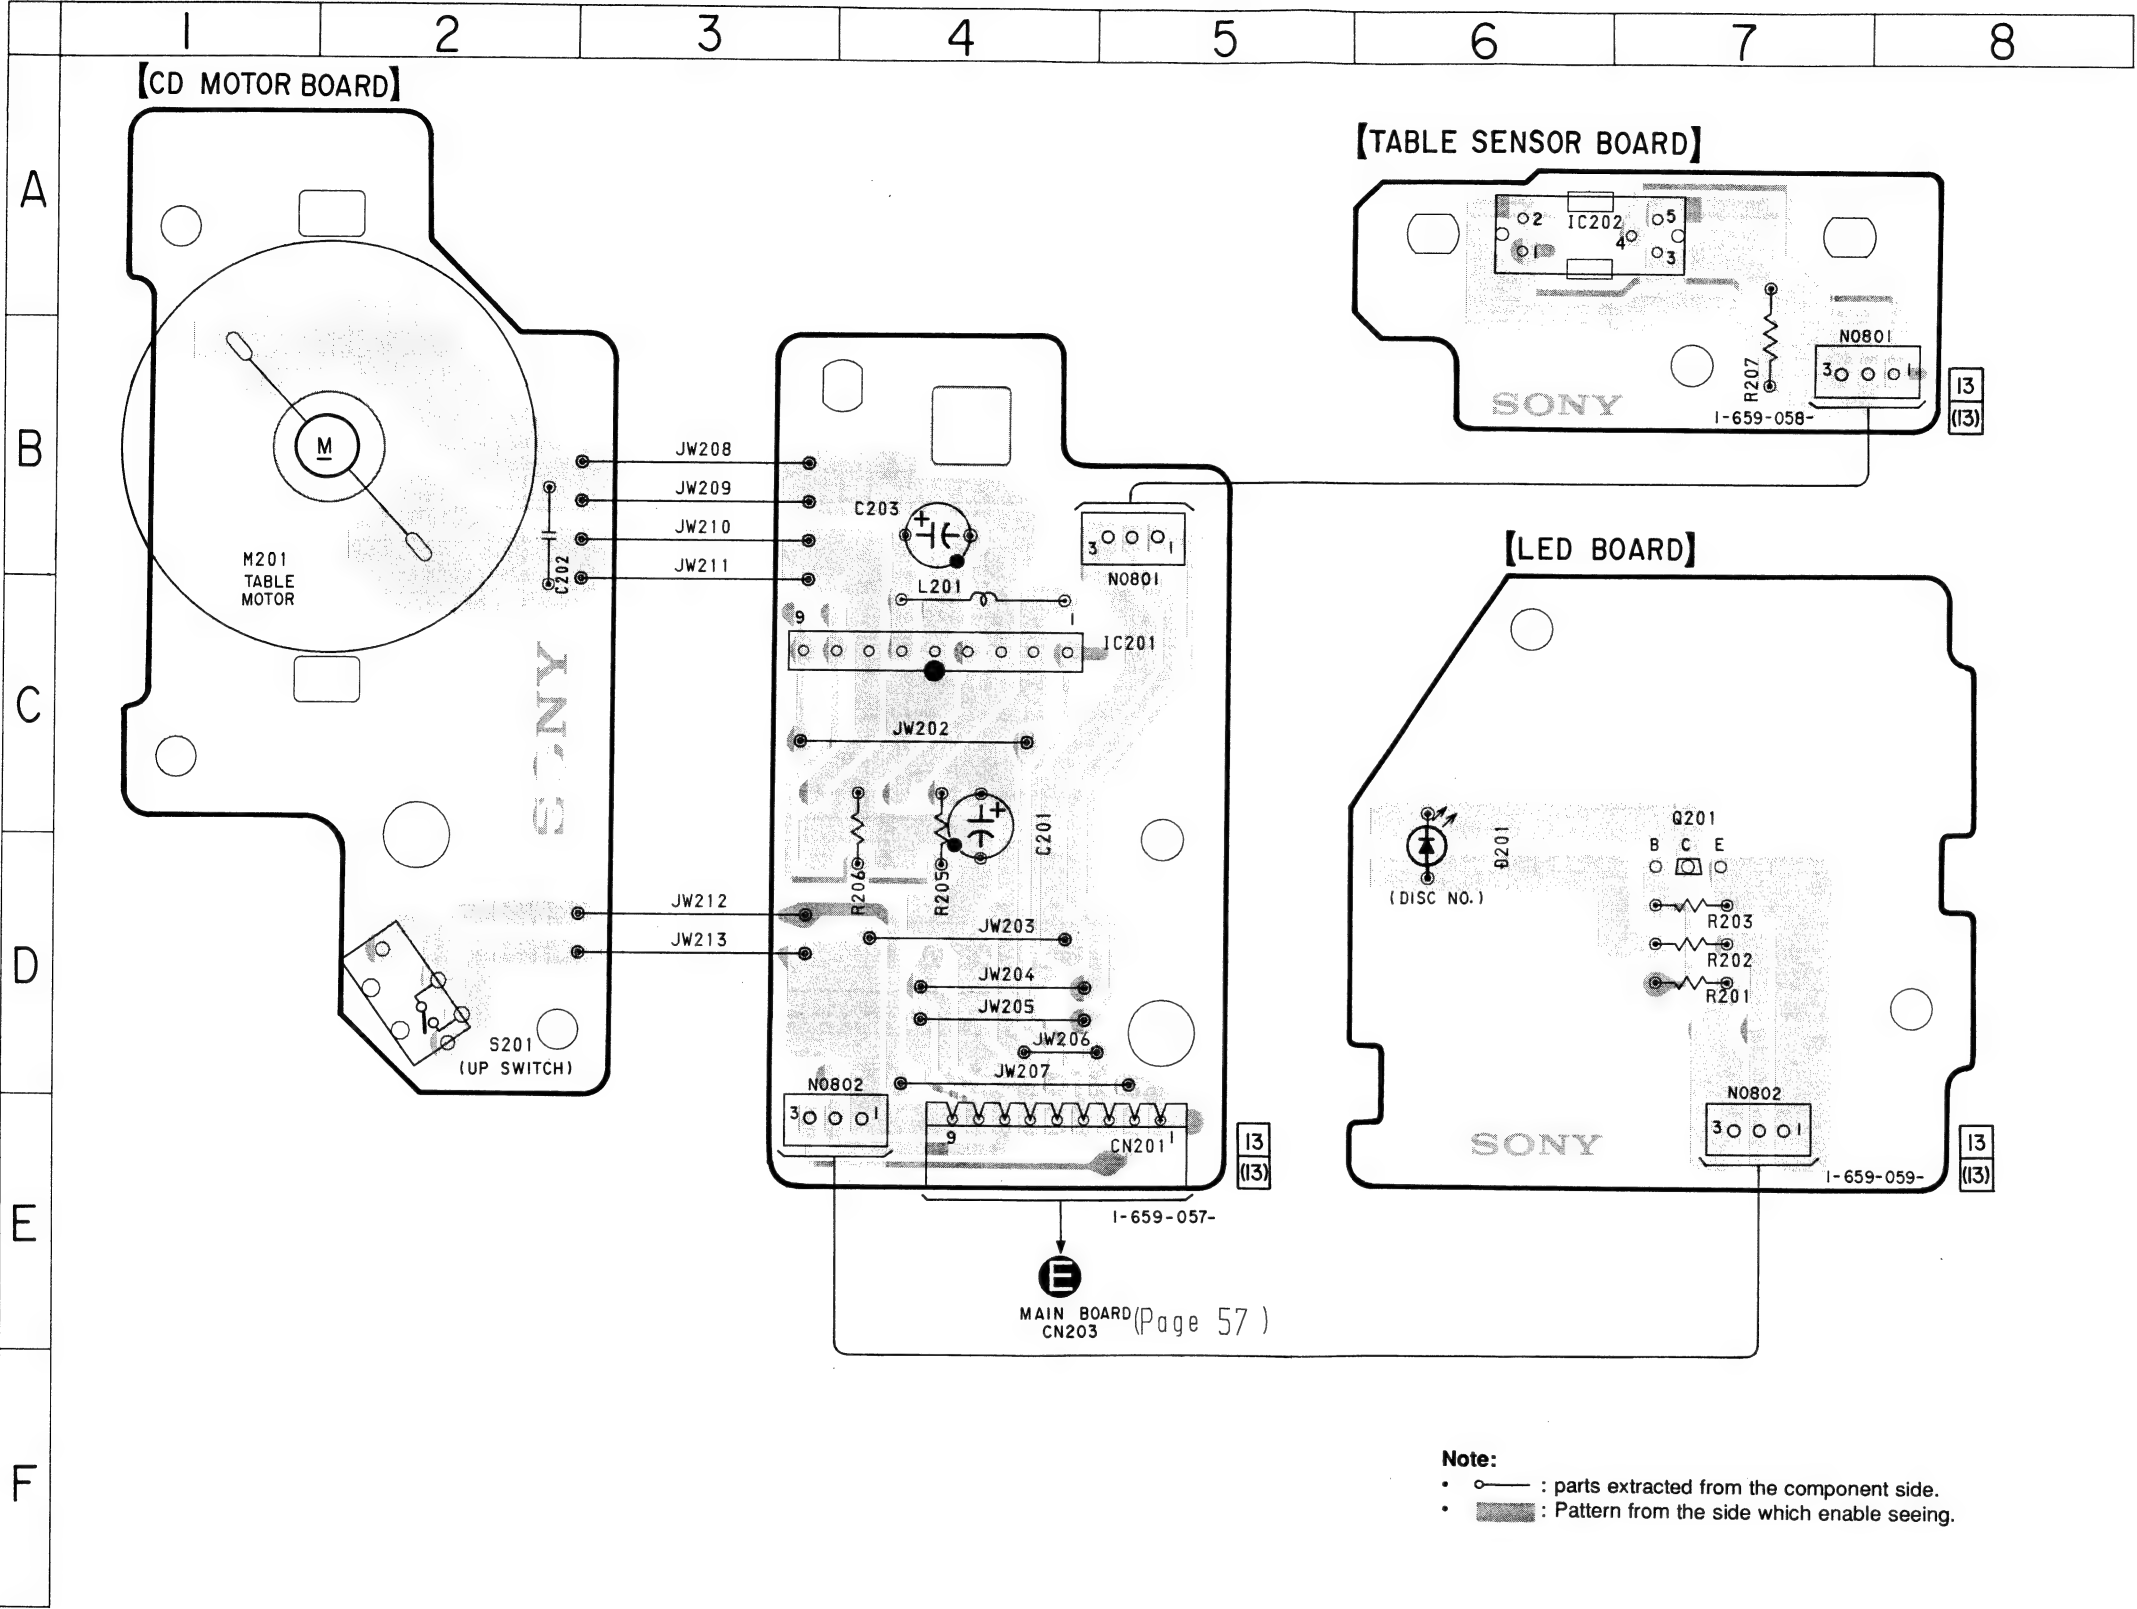 1 2 3 4 5 6 7 8
A
B
C
D
E
F
【CD MOTOR BOARD】
M
M201
TABLE
MOTOR
C202
SONY
S201
(UP SWITCH)
JW208
JW209
JW210
JW211
JW212
JW213
C203
+
3 1
NO801
L201
9 1
IC201
JW202
+
C201
R206
R205
JW203
JW204
JW205
JW206
JW207
NO802
3 1
9 1
CN201
13
(13)
1-659-057-
E
MAIN BOARD (Page 57 )
CN203
【TABLE SENSOR BOARD】
2 IC202 5
1 4 3
R207
NO801
3 1
SONY
1-659-058-
13
(13)
【LED BOARD】
D201
(DISC NO.)
Q201
B C E
R203
R202
R201
NO802
3 1
SONY
1-659-059-
13
(13)
Note:
• : parts extracted from the component side.
• : Pattern from the side which enable seeing.